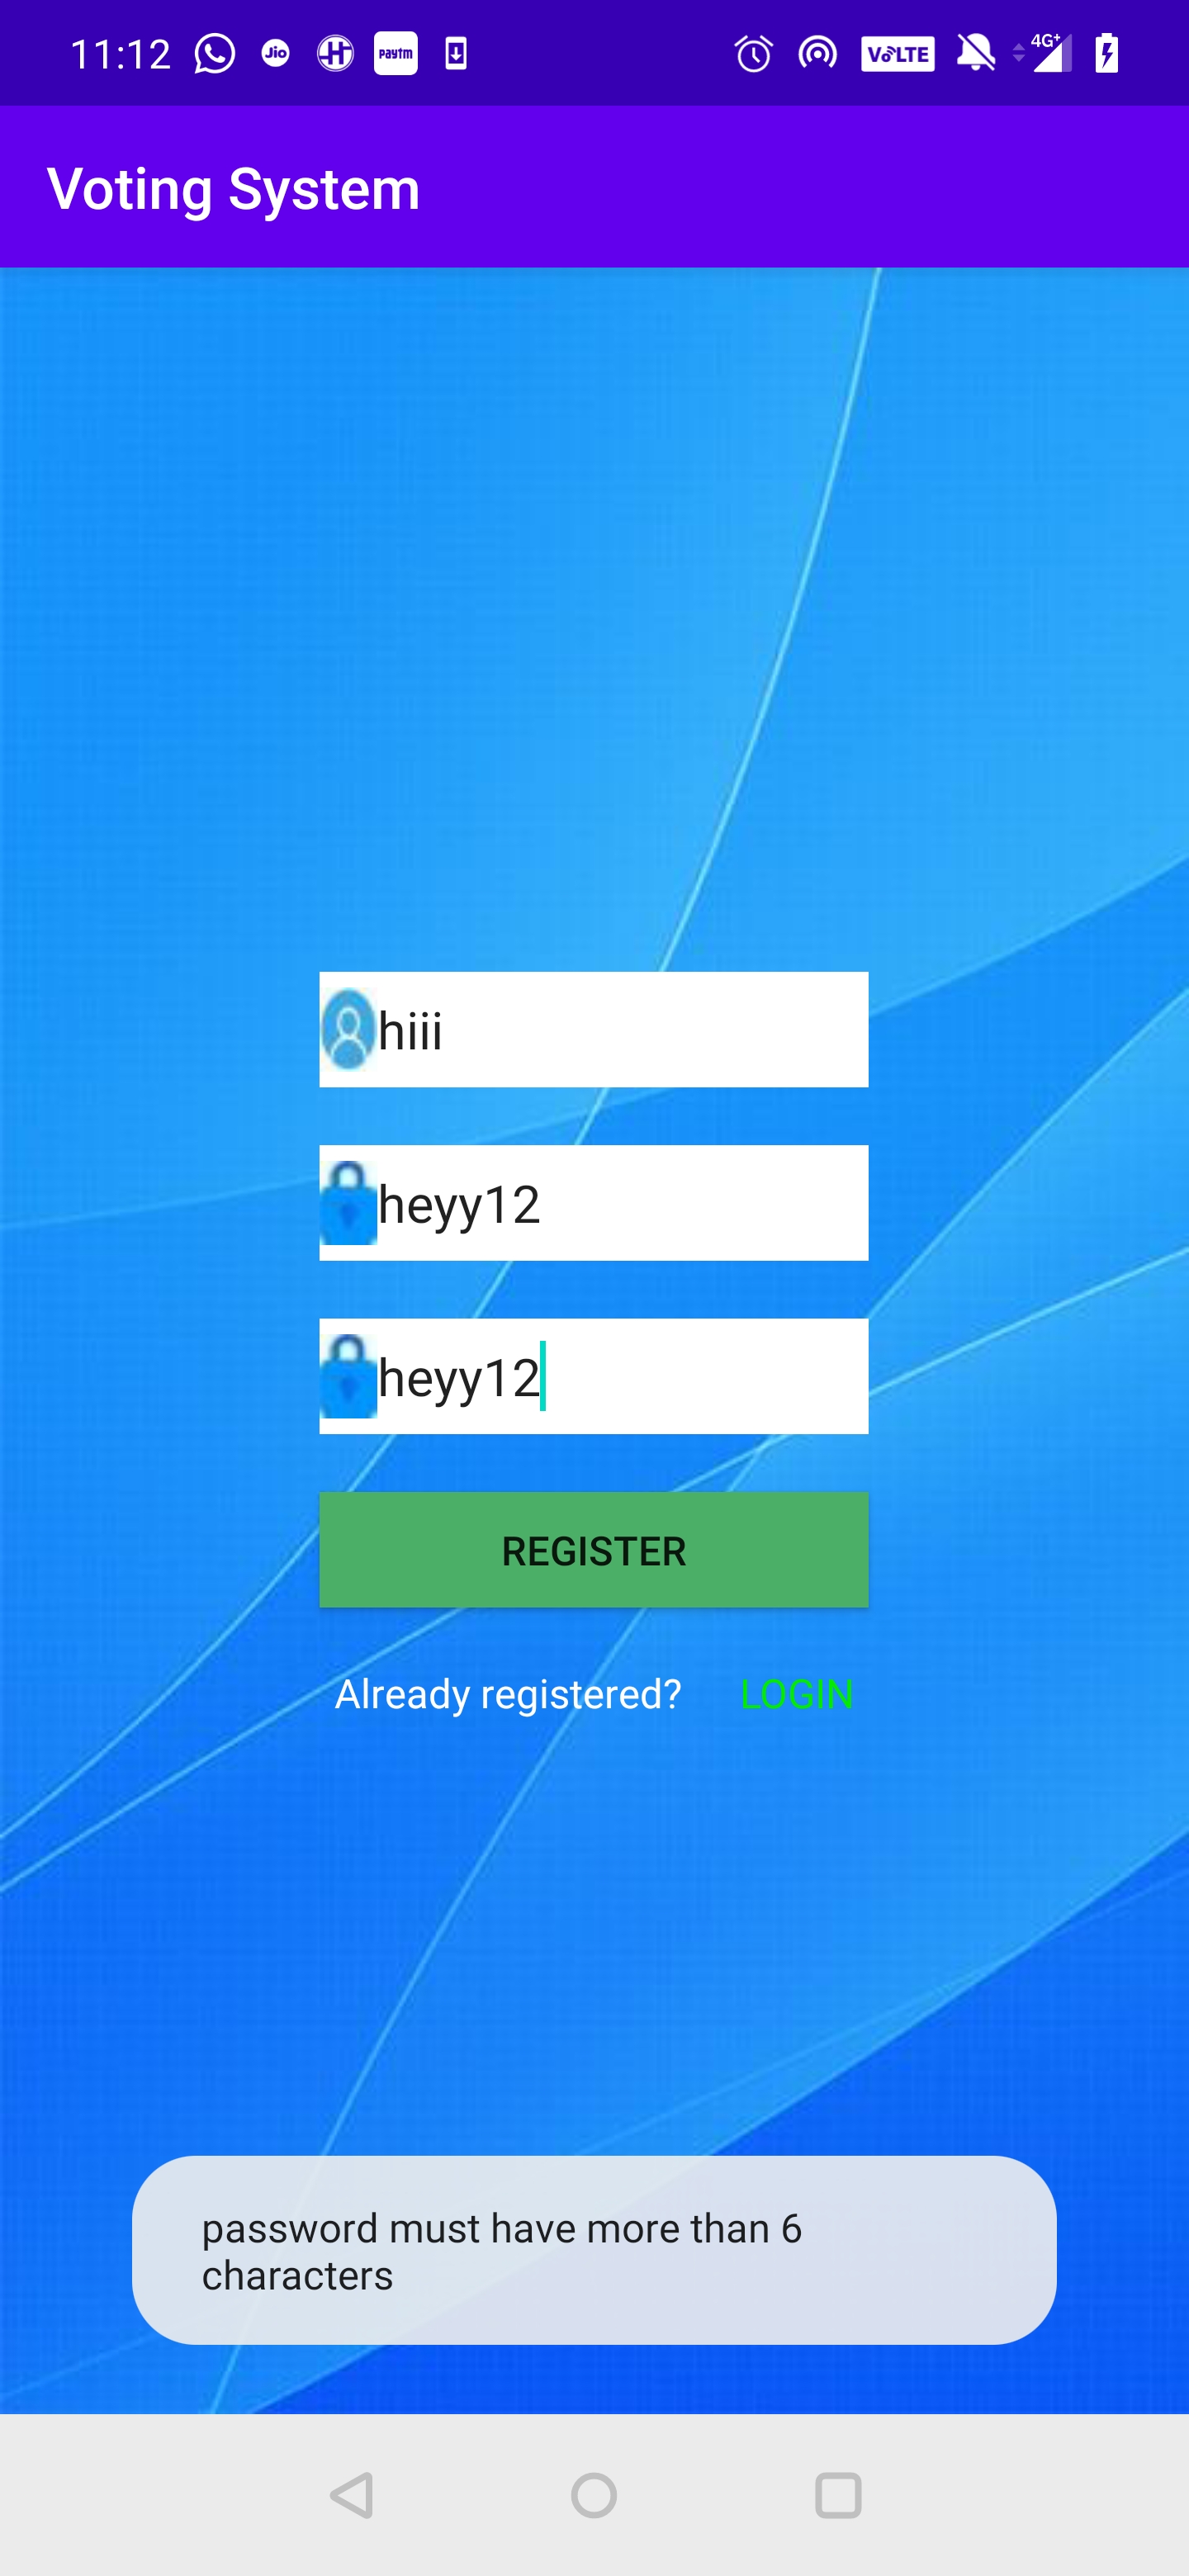 11:12 Jio H paytm VoLTE 4G+
Voting System
hiii
heyy12
heyy12
REGISTER
Already registered? LOGIN
password must have more than 6
characters